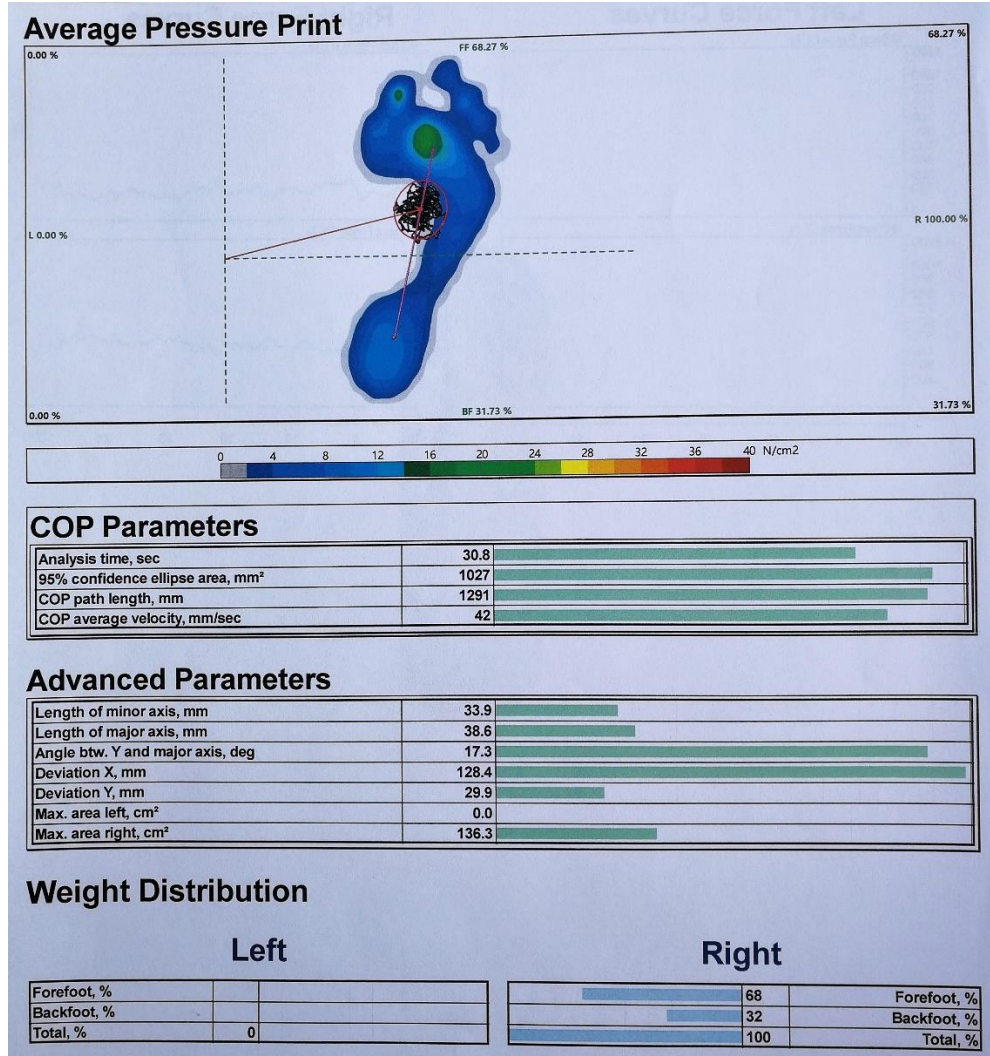 Average Pressure Print
0.00 % FF 68.27 % 68.27 %
L 0.00 % R 100.00 %
0.00 % BF 31.73 % 31.73 %
0 4 8 12 16 20 24 28 32 36 40 N/cm2
COP Parameters
Analysis time, sec 30.8
95% confidence ellipse area, mm² 1027
COP path length, mm 1291
COP average velocity, mm/sec 42
Advanced Parameters
Length of minor axis, mm 33.9
Length of major axis, mm 38.6
Angle btw. Y and major axis, deg 17.3
Deviation X, mm 128.4
Deviation Y, mm 29.9
Max. area left, cm² 0.0
Max. area right, cm² 136.3
Weight Distribution
Left Right
Forefoot, % 68 Forefoot, %
Backfoot, % 32 Backfoot, %
Total, % 0 100 Total, %